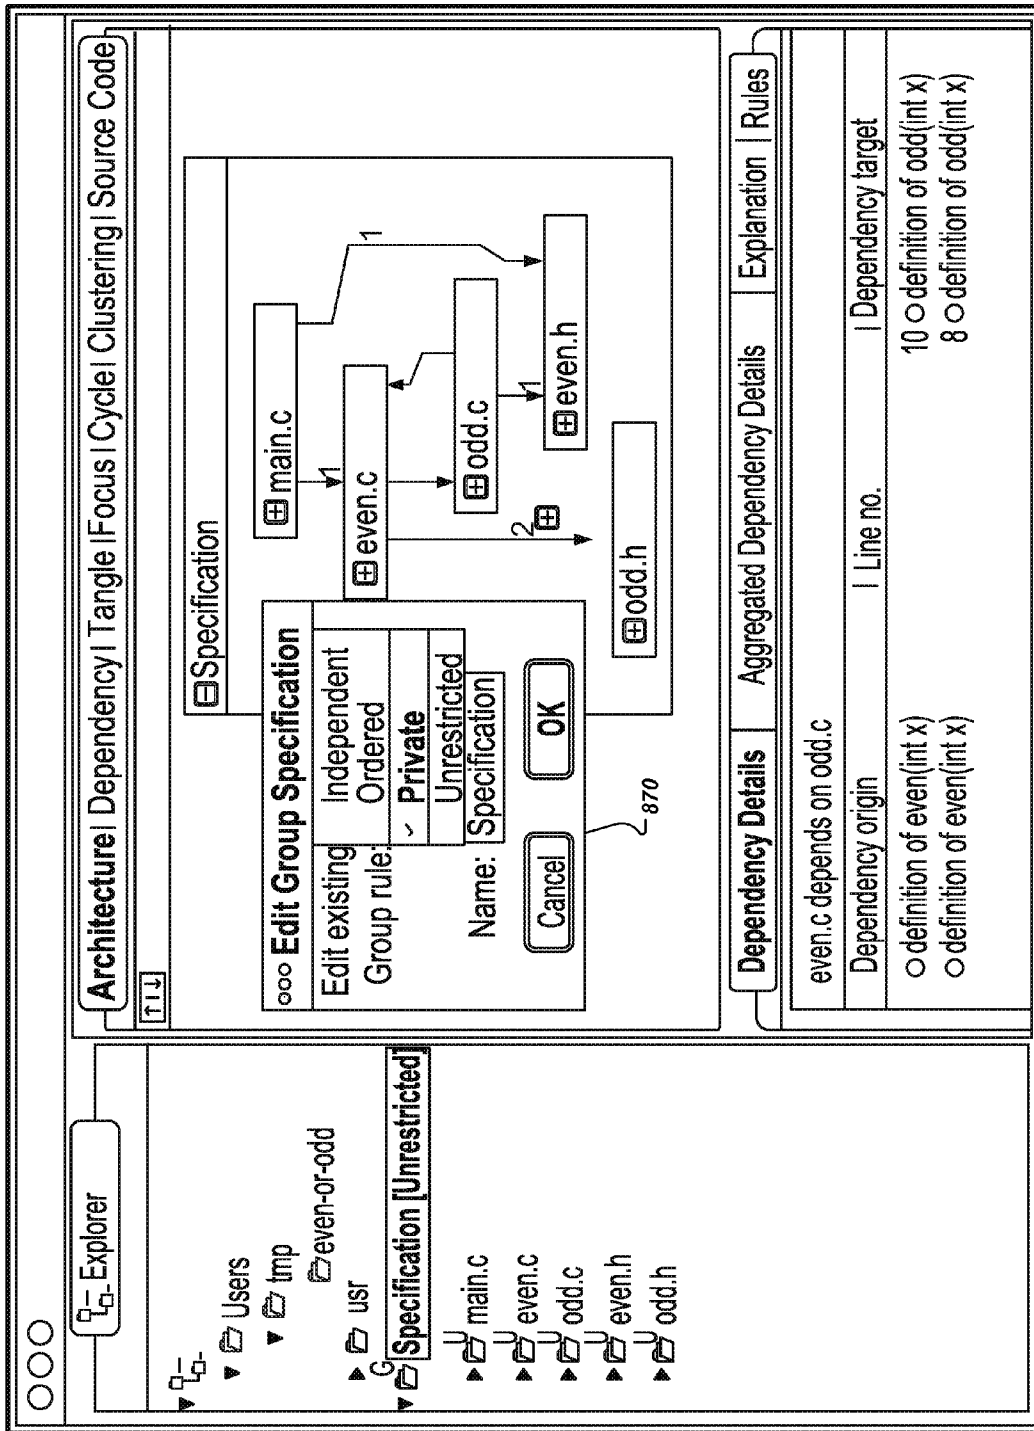 Explorer
Users
tmp
even-or-odd
usr
G
Specification [Unrestricted]
main.c
even.c
odd.c
even.h
odd.h
Architecture | Dependency | Tangle | Focus | Cycle | Clustering | Source Code
Specification
main.c
1
1
even.c
odd.c
1
even.h
2
odd.h
Edit Group Specification
Edit existing
Group rule:
Independent
Ordered
✓ Private
Unrestricted
Name: Specification
Cancel
OK
870
Dependency Details
Aggregated Dependency Details
Explanation | Rules
even.c depends on odd.c
Dependency origin | Line no. | Dependency target
definition of even(int x) 10 definition of odd(int x)
definition of even(int x) 8 definition of odd(int x)